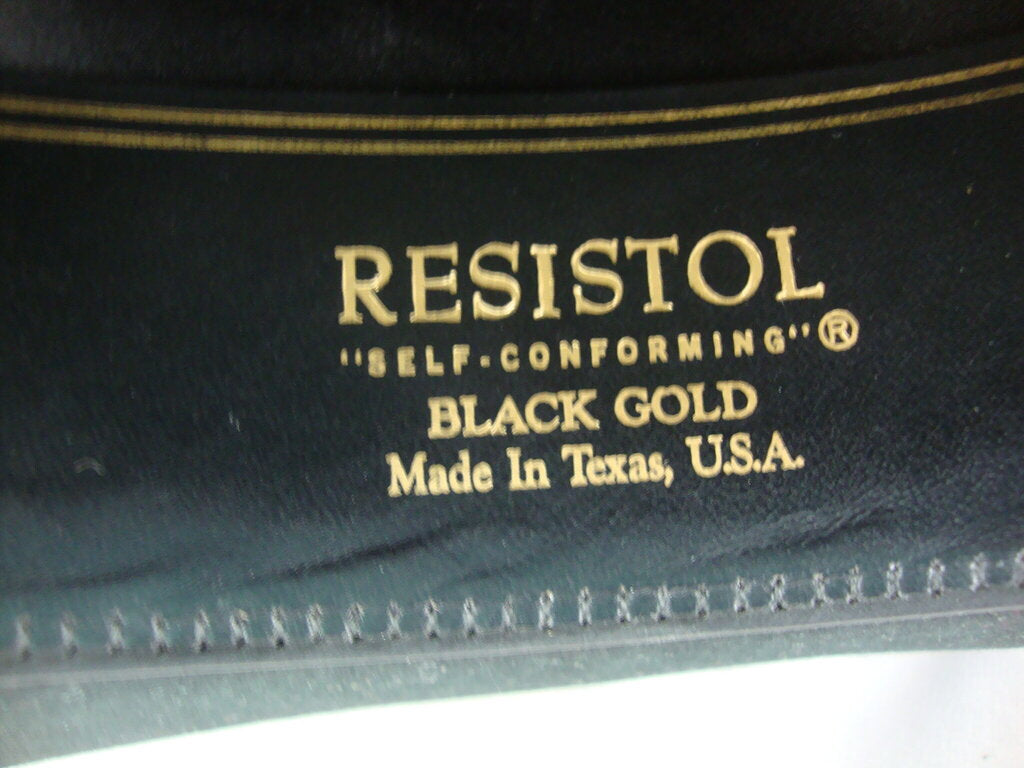 RESISTOL
"SELF-CONFORMING"®
BLACK GOLD
Made In Texas, U.S.A.